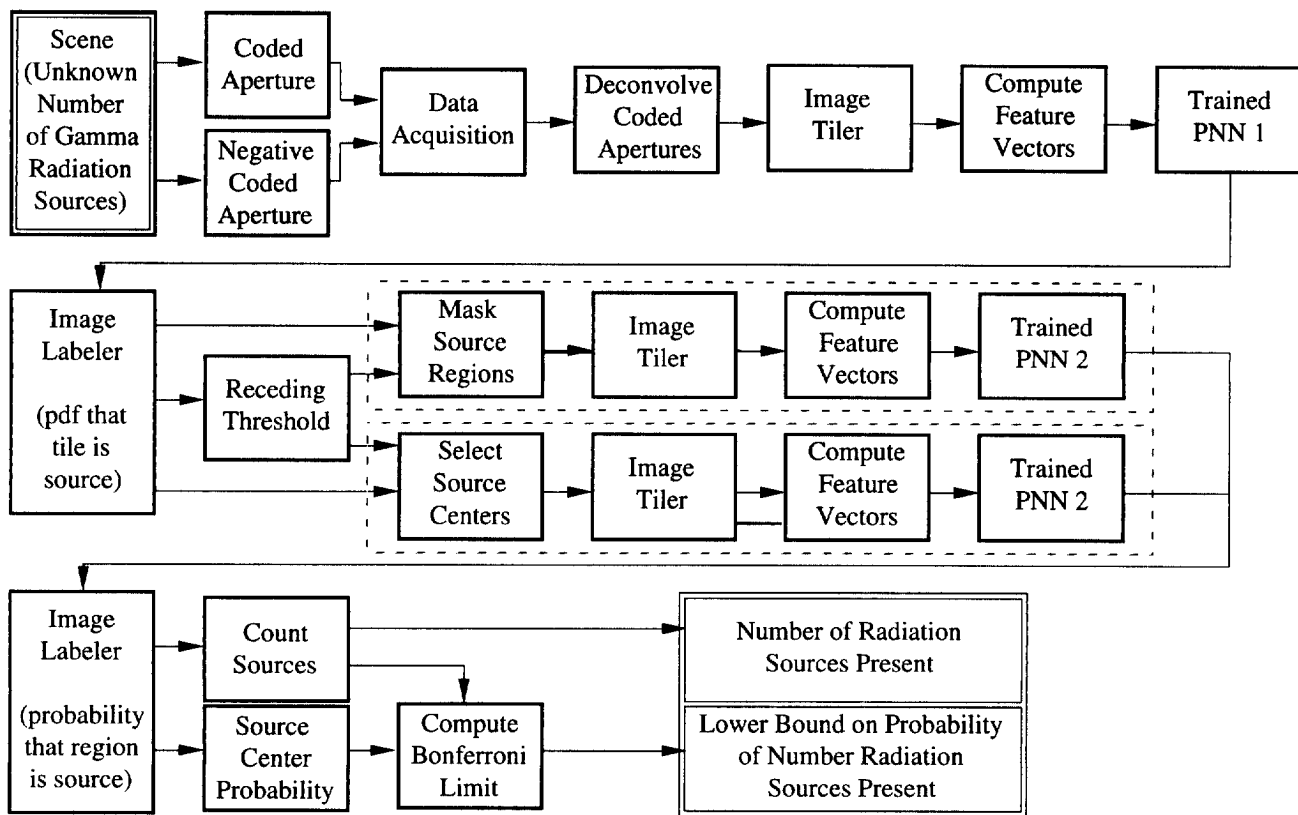 Scene
(Unknown
Number
of Gamma
Radiation
Sources)
Coded
Aperture
Negative
Coded
Aperture
Data
Acquisition
Deconvolve
Coded
Apertures
Image
Tiler
Compute
Feature
Vectors
Trained
PNN 1
Image
Labeler
(pdf that
tile is
source)
Receding
Threshold
Mask
Source
Regions
Image
Tiler
Compute
Feature
Vectors
Trained
PNN 2
Select
Source
Centers
Image
Tiler
Compute
Feature
Vectors
Trained
PNN 2
Image
Labeler
(probability
that region
is source)
Count
Sources
Source
Center
Probability
Compute
Bonferroni
Limit
Number of Radiation
Sources Present
Lower Bound on Probability
of Number Radiation
Sources Present